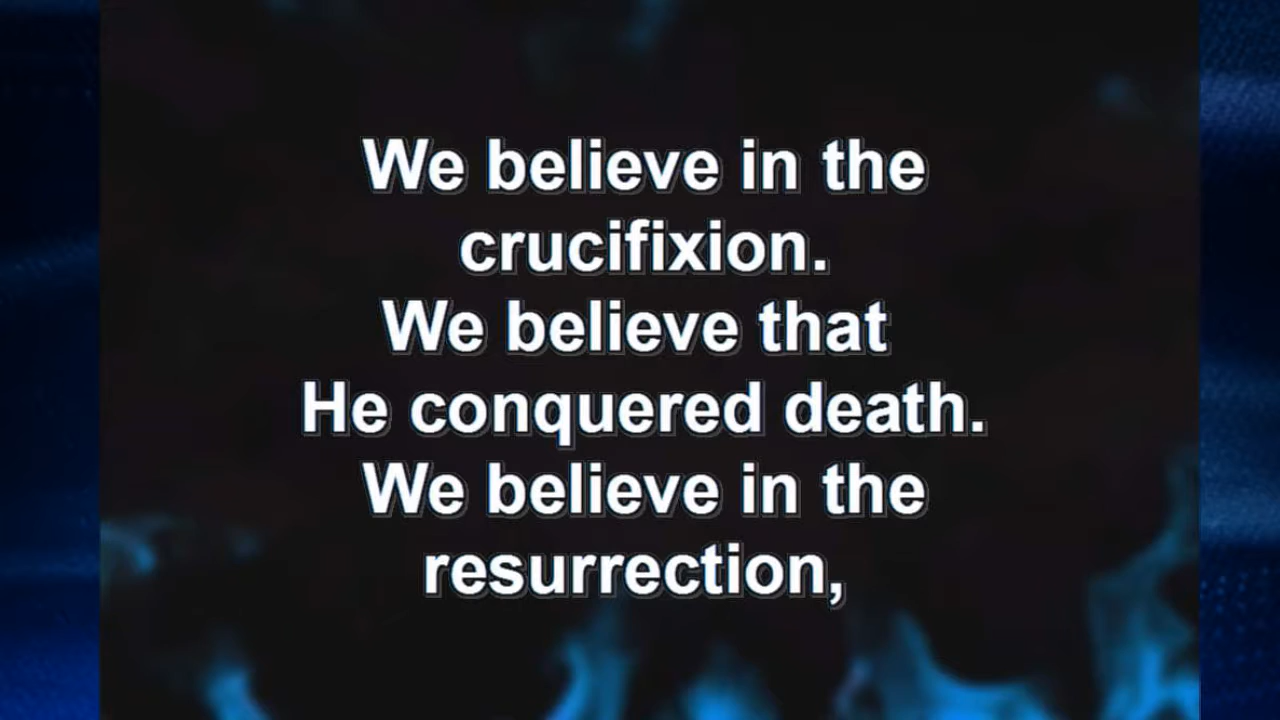 We believe in the
crucifixion.
We believe that
He conquered death.
We believe in the
resurrection,